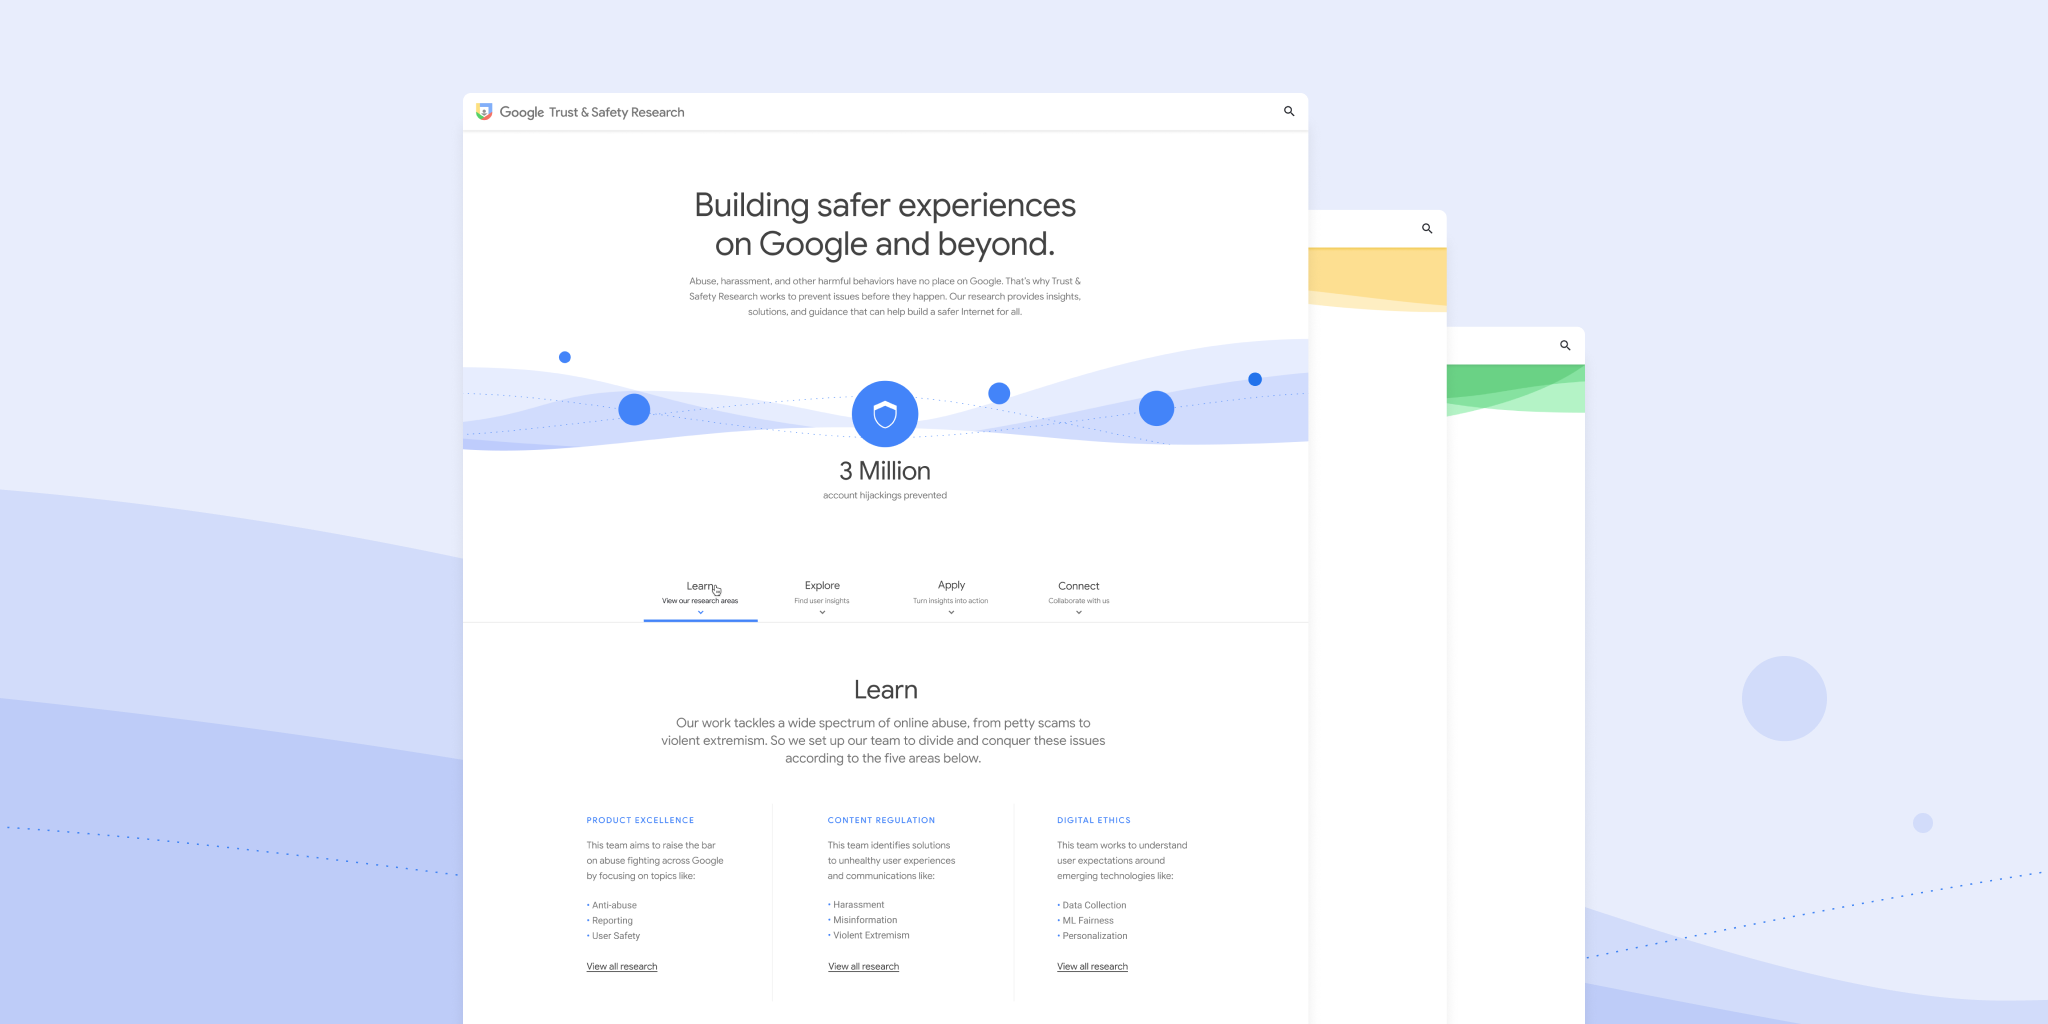 Google Trust & Safety Research
Building safer experiences
on Google and beyond.
Abuse, harassment, and other harmful behaviors have no place on Google. That's why Trust &
Safety Research works to prevent issues before they happen. Our research provides insights,
solutions, and guidance that can help build a safer Internet for all.
3 Million
account hijackings prevented
Learn
View our research areas
Explore
Find user insights
Apply
Turn insights into action
Connect
Collaborate with us
Learn
Our work tackles a wide spectrum of online abuse, from petty scams to
violent extremism. So we set up our team to divide and conquer these issues
according to the five areas below.
PRODUCT EXCELLENCE
This team aims to raise the bar
on abuse fighting across Google
by focusing on topics like:
• Anti-abuse
• Reporting
• User Safety
View all research
CONTENT REGULATION
This team identifies solutions
to unhealthy user experiences
and communications like:
• Harassment
• Misinformation
• Violent Extremism
View all research
DIGITAL ETHICS
This team works to understand
user expectations around
emerging technologies like:
• Data Collection
• ML Fairness
• Personalization
View all research